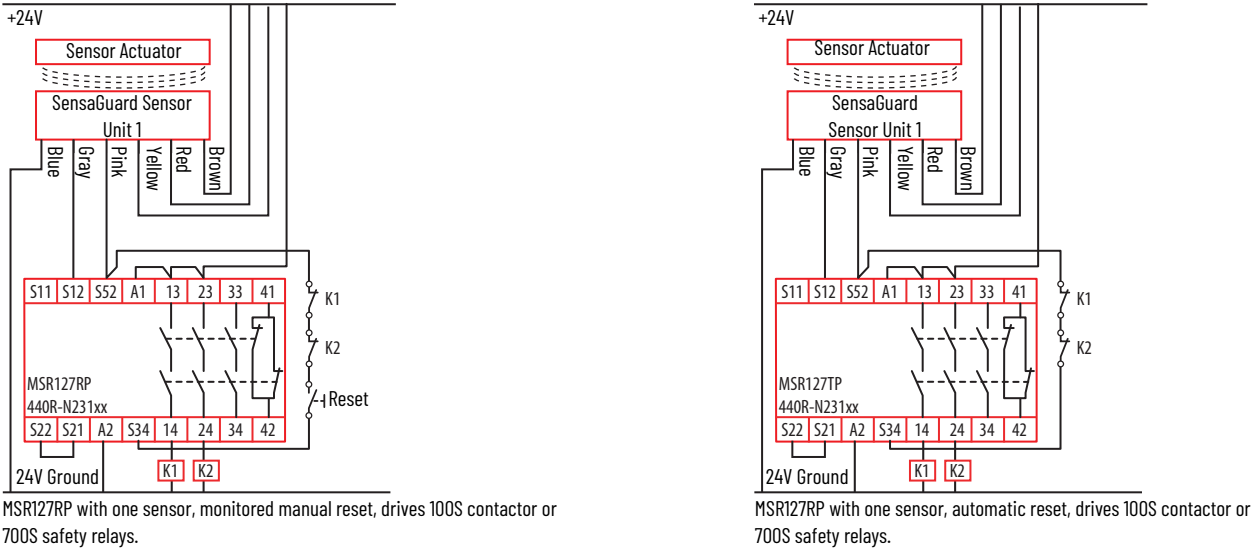 +24V
Sensor Actuator
SensaGuard Sensor
Unit 1
Blue
Gray
Pink
Yellow
Red
Brown
S11 S12 S52 A1 13 23 33 41
K1
K2
Reset
MSR127RP
440R-N231xx
S22 S21 A2 S34 14 24 34 42
24V Ground
K1 K2
MSR127RP with one sensor, monitored manual reset, drives 100S contactor or
700S safety relays.
+24V
Sensor Actuator
SensaGuard
Sensor Unit 1
Blue
Gray
Pink
Yellow
Red
Brown
S11 S12 S52 A1 13 23 33 41
K1
K2
MSR127TP
440R-N231xx
S22 S21 A2 S34 14 24 34 42
24V Ground
K1 K2
MSR127RP with one sensor, automatic reset, drives 100S contactor or
700S safety relays.